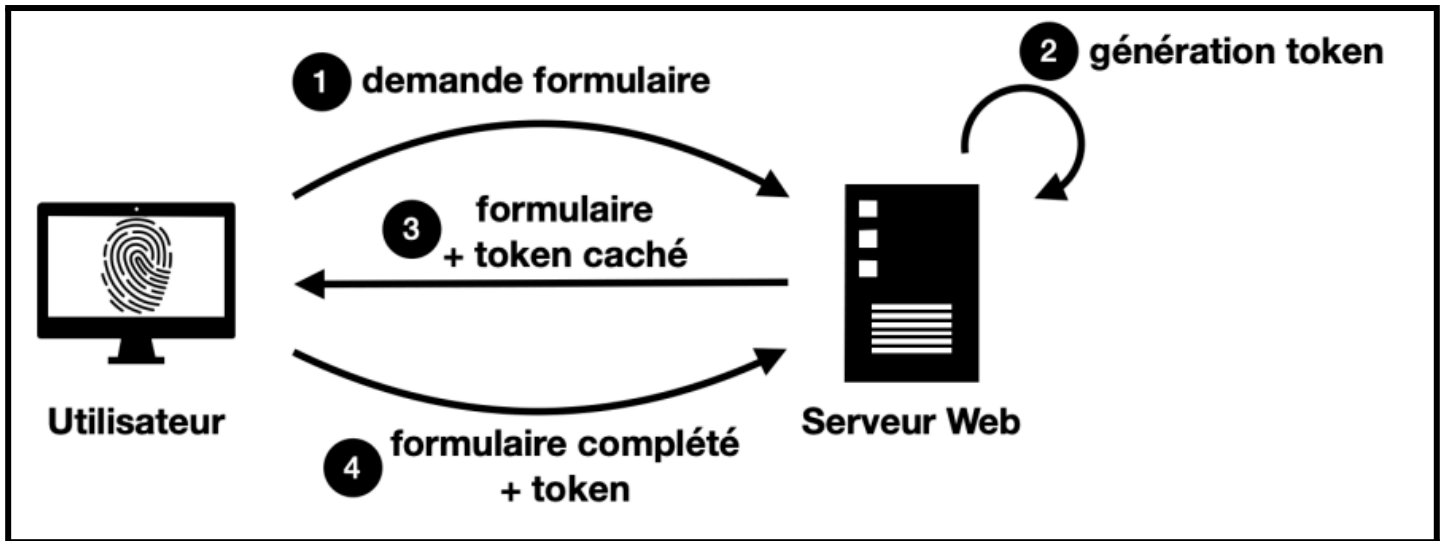 1 demande formulaire
2 génération token
3 formulaire
+ token caché
4 formulaire complété
+ token
Utilisateur
Serveur Web